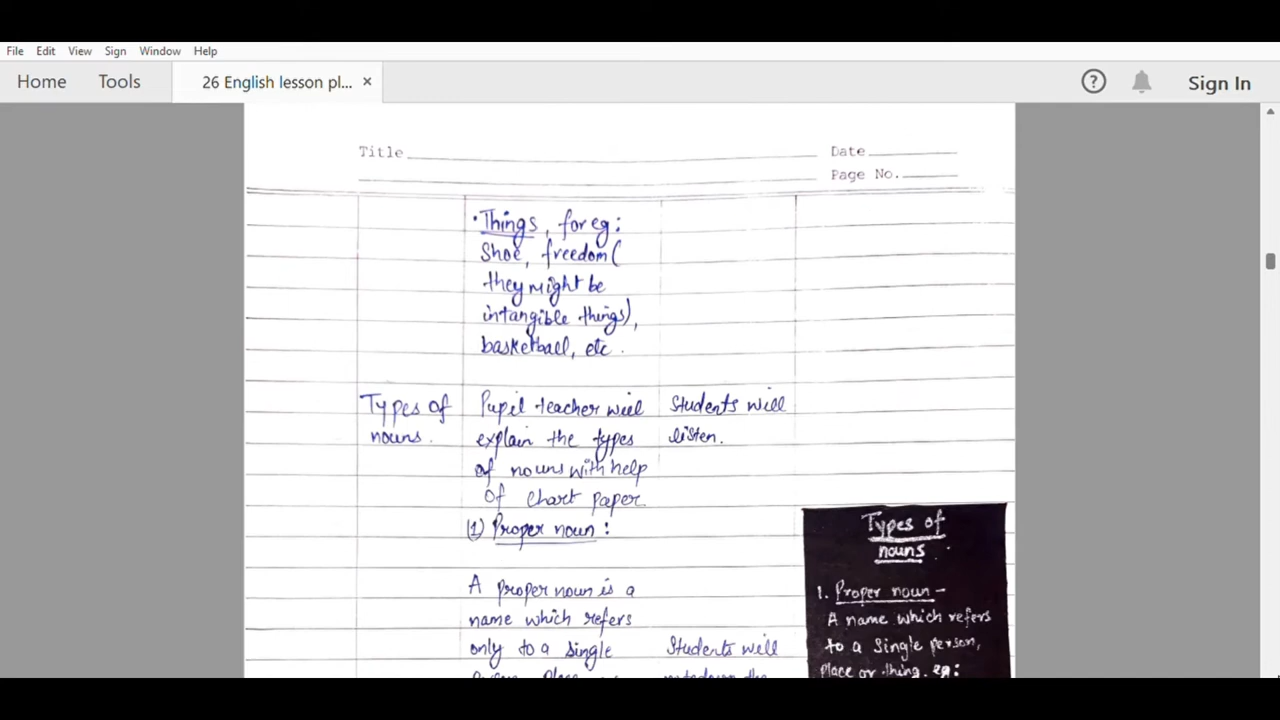 File Edit View Sign Window Help
Home Tools 26 English lesson pl... × Sign In
Title
Date
Page No.
· Things, for eg:
Shoe, freedom (
they might be
intangible things),
basketball, etc.
Types of
nouns.
Pupil teacher will
explain the types
of nouns with help
of chart paper.
(1) Proper noun:
A proper noun is a
name which refers
only to a single
Students will
listen.
Students will
Types of
nouns
1. Proper noun -
A name which refers
to a single person,
place or thing. eg: